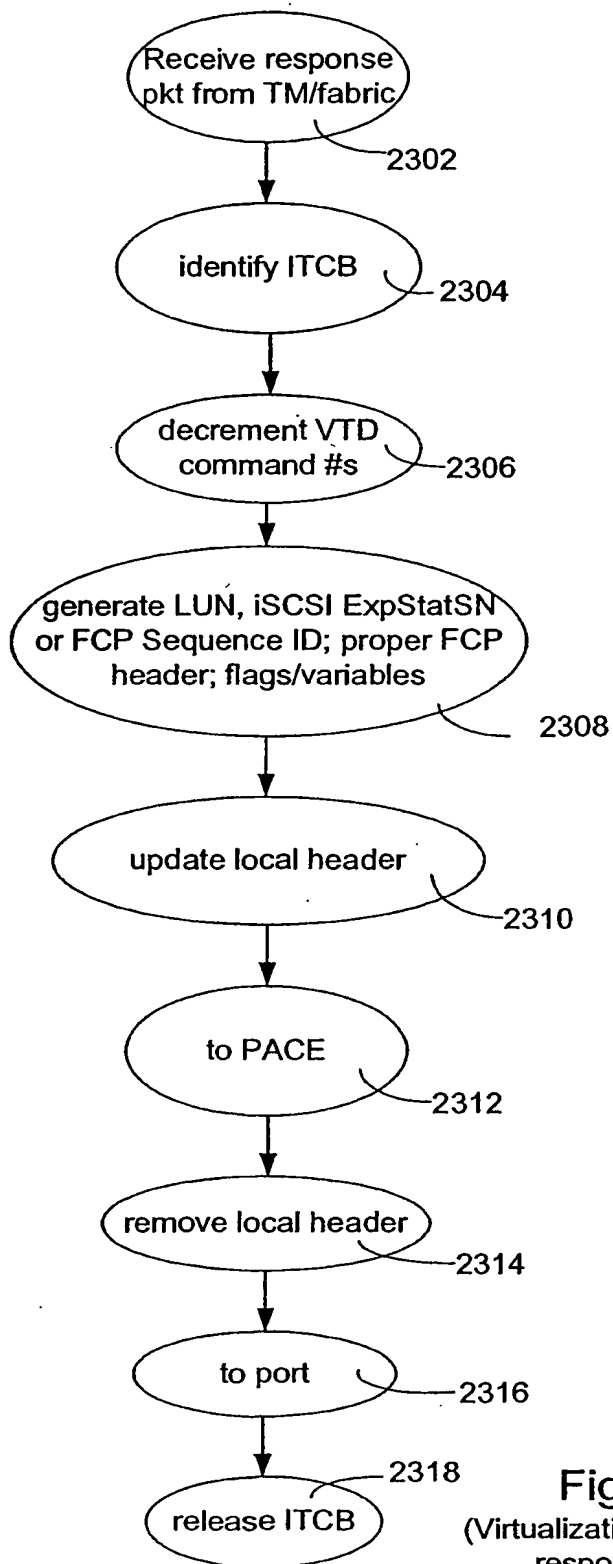 Receive response
pkt from TM/fabric
2302
identify ITCB
2304
decrement VTD
command #s
2306
generate LUN, iSCSI ExpStatSN
or FCP Sequence ID; proper FCP
header; flags/variables
2308
update local header
2310
to PACE
2312
remove local header
2314
to port
2316
2318
release ITCB
Fig